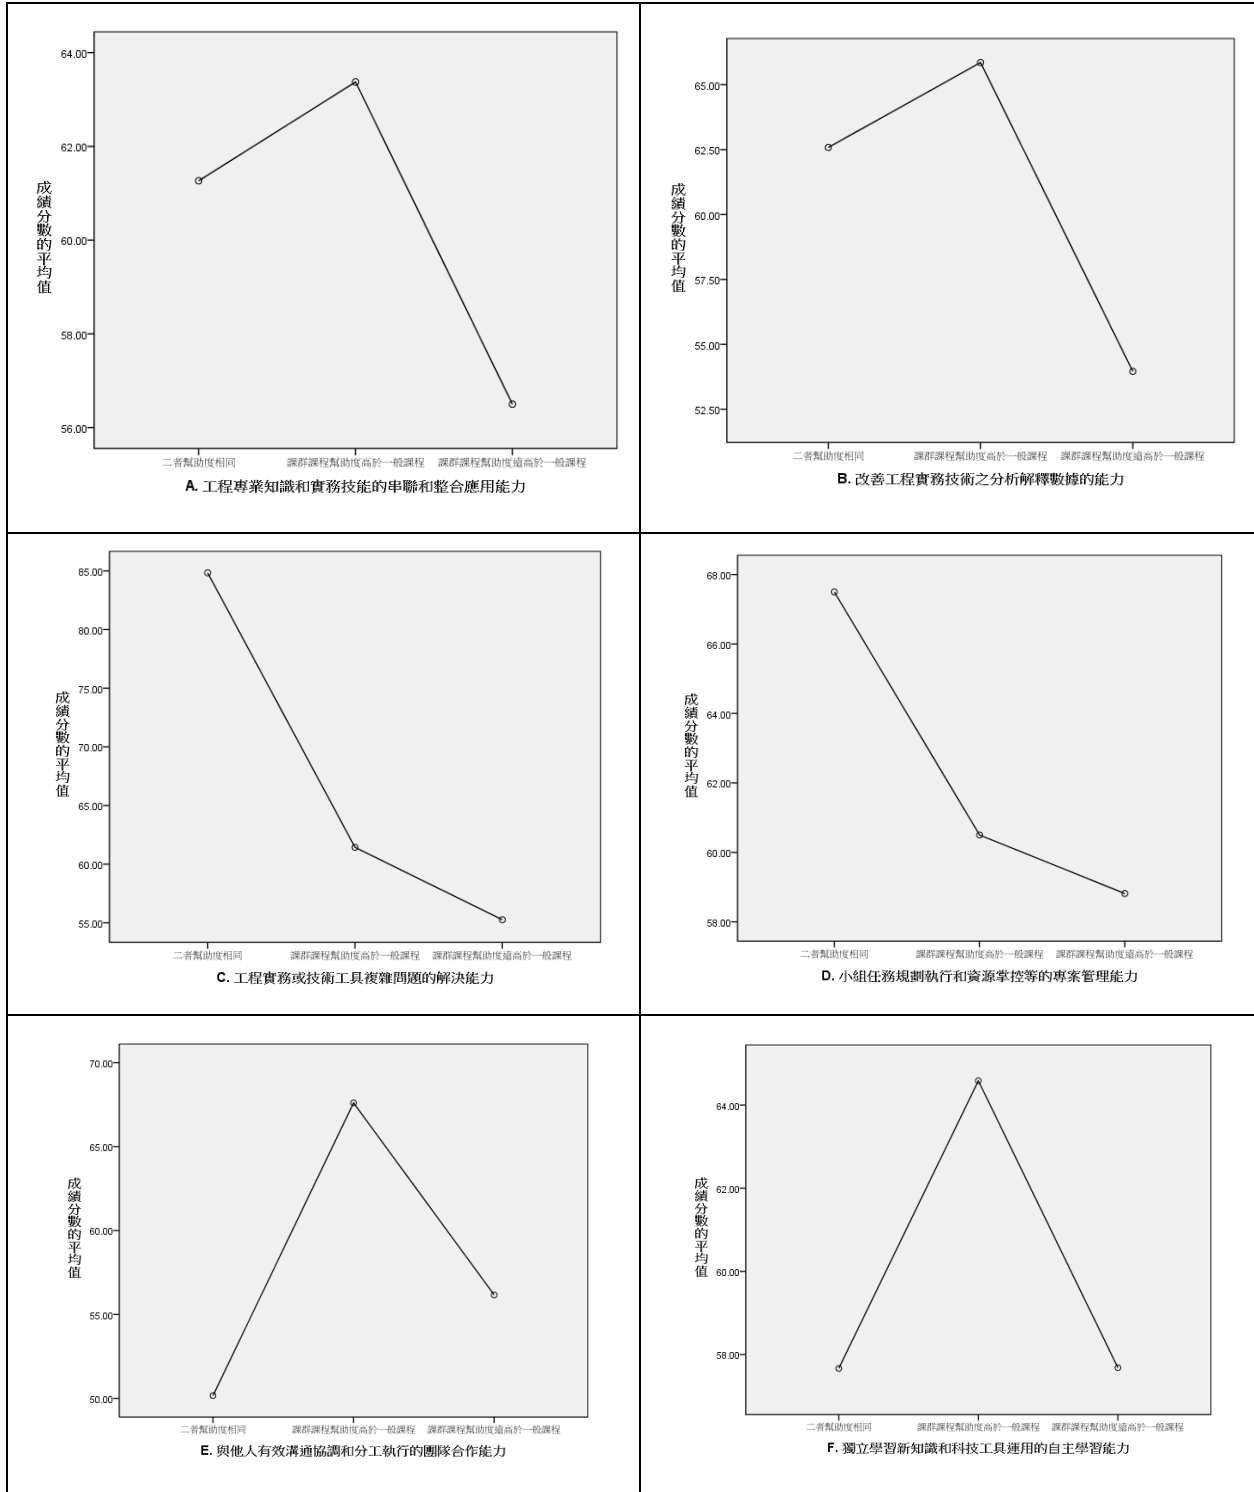 64.00
62.00
60.00
58.00
56.00
成績分數的平均值
二者幫助度相同
課群課程幫助度高於一般課程
課群課程幫助度遠高於一般課程
A. 工程專業知識和實務技能的串聯和整合應用能力
65.00
62.50
60.00
57.50
55.00
52.50
成績分數的平均值
二者幫助度相同
課群課程幫助度高於一般課程
課群課程幫助度遠高於一般課程
B. 改善工程實務技術之分析解釋數據的能力
85.00
80.00
75.00
70.00
65.00
60.00
55.00
成績分數的平均值
二者幫助度相同
課群課程幫助度高於一般課程
課群課程幫助度遠高於一般課程
C. 工程實務或技術工具複雜問題的解決能力
68.00
66.00
64.00
62.00
60.00
58.00
成績分數的平均值
二者幫助度相同
課群課程幫助度高於一般課程
課群課程幫助度遠高於一般課程
D. 小組任務規劃執行和資源掌控等的專案管理能力
70.00
65.00
60.00
55.00
50.00
成績分數的平均值
二者幫助度相同
課群課程幫助度高於一般課程
課群課程幫助度遠高於一般課程
E. 與他人有效溝通協調和分工執行的團隊合作能力
64.00
62.00
60.00
58.00
成績分數的平均值
二者幫助度相同
課群課程幫助度高於一般課程
課群課程幫助度遠高於一般課程
F. 獨立學習新知識和科技工具運用的自主學習能力